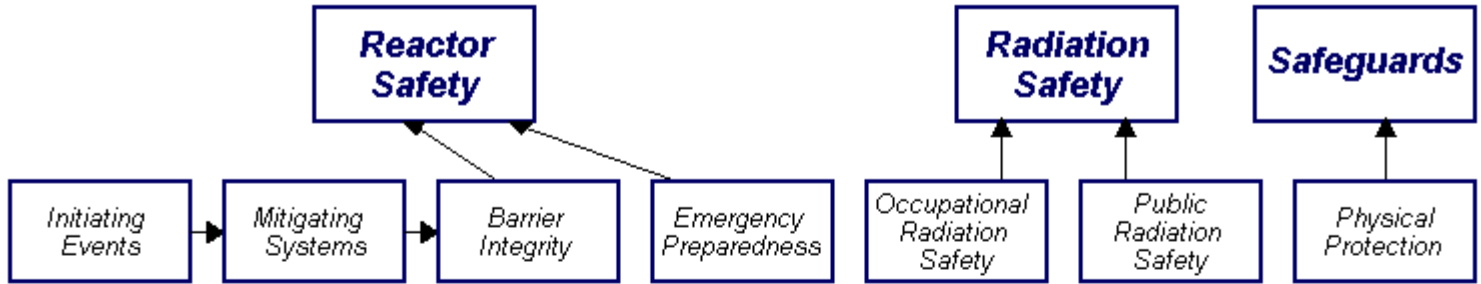 Reactor
Safety
Radiation
Safety
Safeguards
Initiating
Events
Mitigating
Systems
Barrier
Integrity
Emergency
Preparedness
Occupational
Radiation
Safety
Public
Radiation
Safety
Physical
Protection